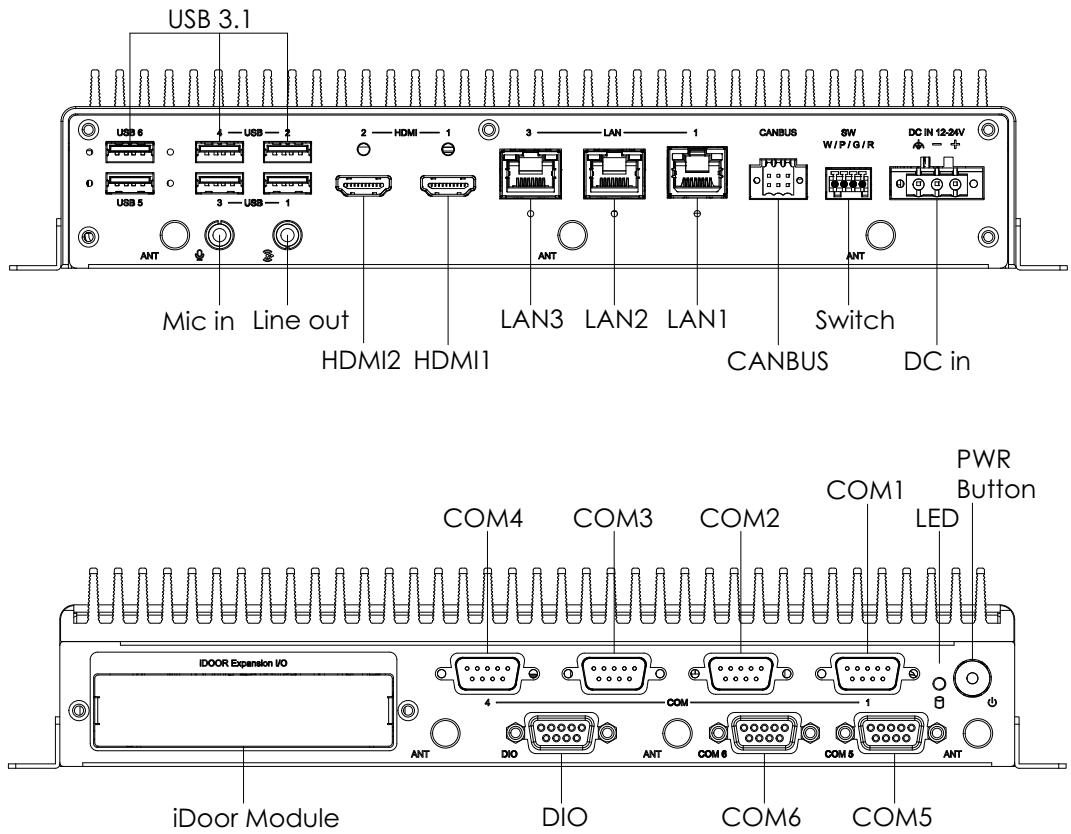 USB 3.1
USB 6
4 USB 2
2 HDMI 1
3 LAN 1
CANBUS
SW
W / P / G / R
DC IN 12-24V
− +
USB 5
3 USB 1
ANT
ANT
ANT
Mic in
Line out
LAN3
LAN2
LAN1
Switch
HDMI2
HDMI1
CANBUS
DC in
PWR
Button
COM1
COM4
COM3
COM2
LED
iDOOR Expansion I/O
4 COM 1
ANT
DIO
ANT
COM 6
COM 5
ANT
iDoor Module
DIO
COM6
COM5